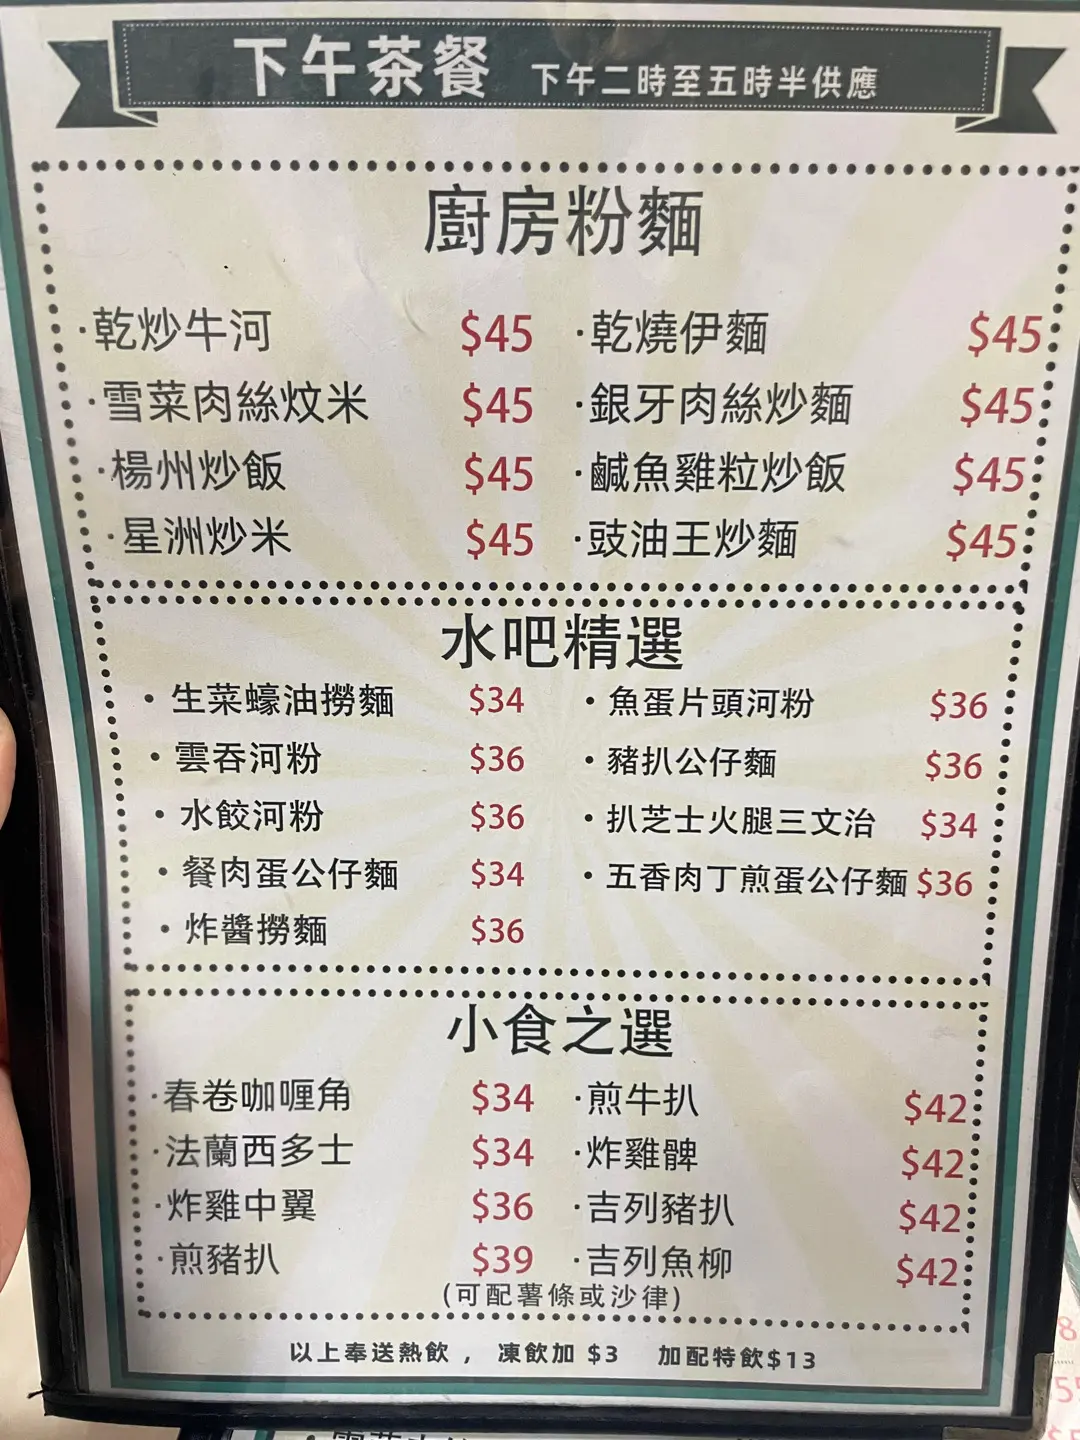 下午茶餐 下午二時至五時半供應
廚房粉麵
·乾炒牛河 $45 ·乾燒伊麵 $45
·雪菜肉絲炆米 $45 ·銀牙肉絲炒麵 $45
·楊州炒飯 $45 ·鹹魚雞粒炒飯 $45
·星洲炒米 $45 ·豉油王炒麵 $45
水吧精選
·生菜蠔油撈麵 $34 ·魚蛋片頭河粉 $36
·雲吞河粉 $36 ·豬扒公仔麵 $36
·水餃河粉 $36 ·扒芝士火腿三文治 $34
·餐肉蛋公仔麵 $34 ·五香肉丁煎蛋公仔麵 $36
·炸醬撈麵 $36
小食之選
·春卷咖喱角 $34 ·煎牛扒 $42
·法蘭西多士 $34 ·炸雞髀 $42
·炸雞中翼 $36 ·吉列豬扒 $42
·煎豬扒 $39 ·吉列魚柳 $42
(可配薯條或沙律)
以上奉送熱飲， 凍飲加 $3 加配特飲$13